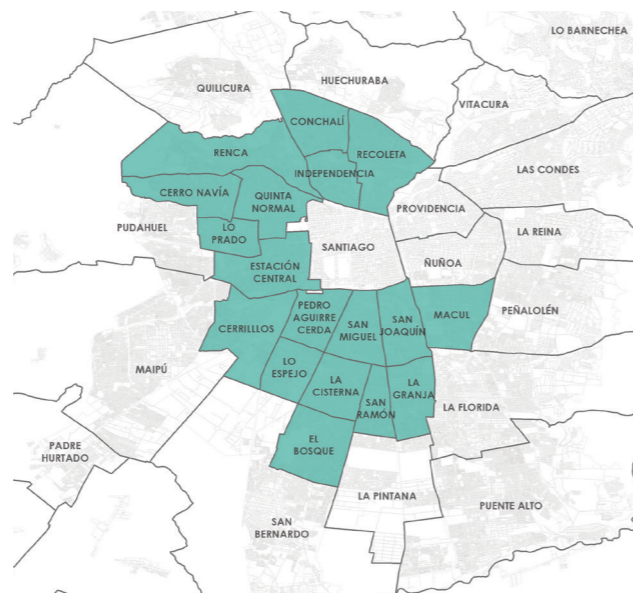 LO BARNECHEA
QUILICURA
HUECHURABA
VITACURA
CONCHALÍ
RENCA
RECOLETA
INDEPENDENCIA
LAS CONDES
CERRO NAVÍA
QUINTA
NORMAL
PROVIDENCIA
PUDAHUEL
LO
PRADO
SANTIAGO
LA REINA
ÑUÑOA
ESTACIÓN
CENTRAL
PEDRO
AGUIRRE
CERDA
SAN
MIGUEL
SAN
JOAQUÍN
MACUL
PEÑALOLÉN
CERRILLLOS
MAIPÚ
LO
ESPEJO
LA
CISTERNA
SAN
RAMÓN
LA
GRANJA
LA FLORIDA
PADRE
HURTADO
EL
BOSQUE
LA PINTANA
PUENTE ALTO
SAN
BERNARDO